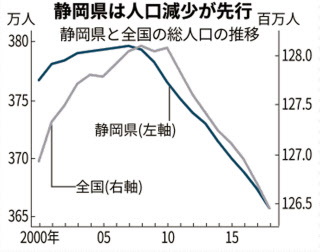 静岡県は人口減少が先行
静岡県と全国の総人口の推移
万人
百万人
380
375
370
365
128.0
127.5
127.0
126.5
静岡県(左軸)
全国(右軸)
2000年
05
10
15